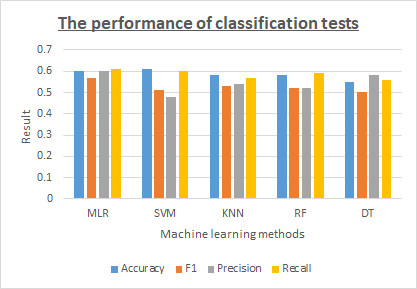 The performance of classification tests
0.7
0.6
0.5
0.4
0.3
0.2
0.1
0
Result
MLR SVM KNN RF DT
Machine learning methods
Accuracy F1 Precision Recall